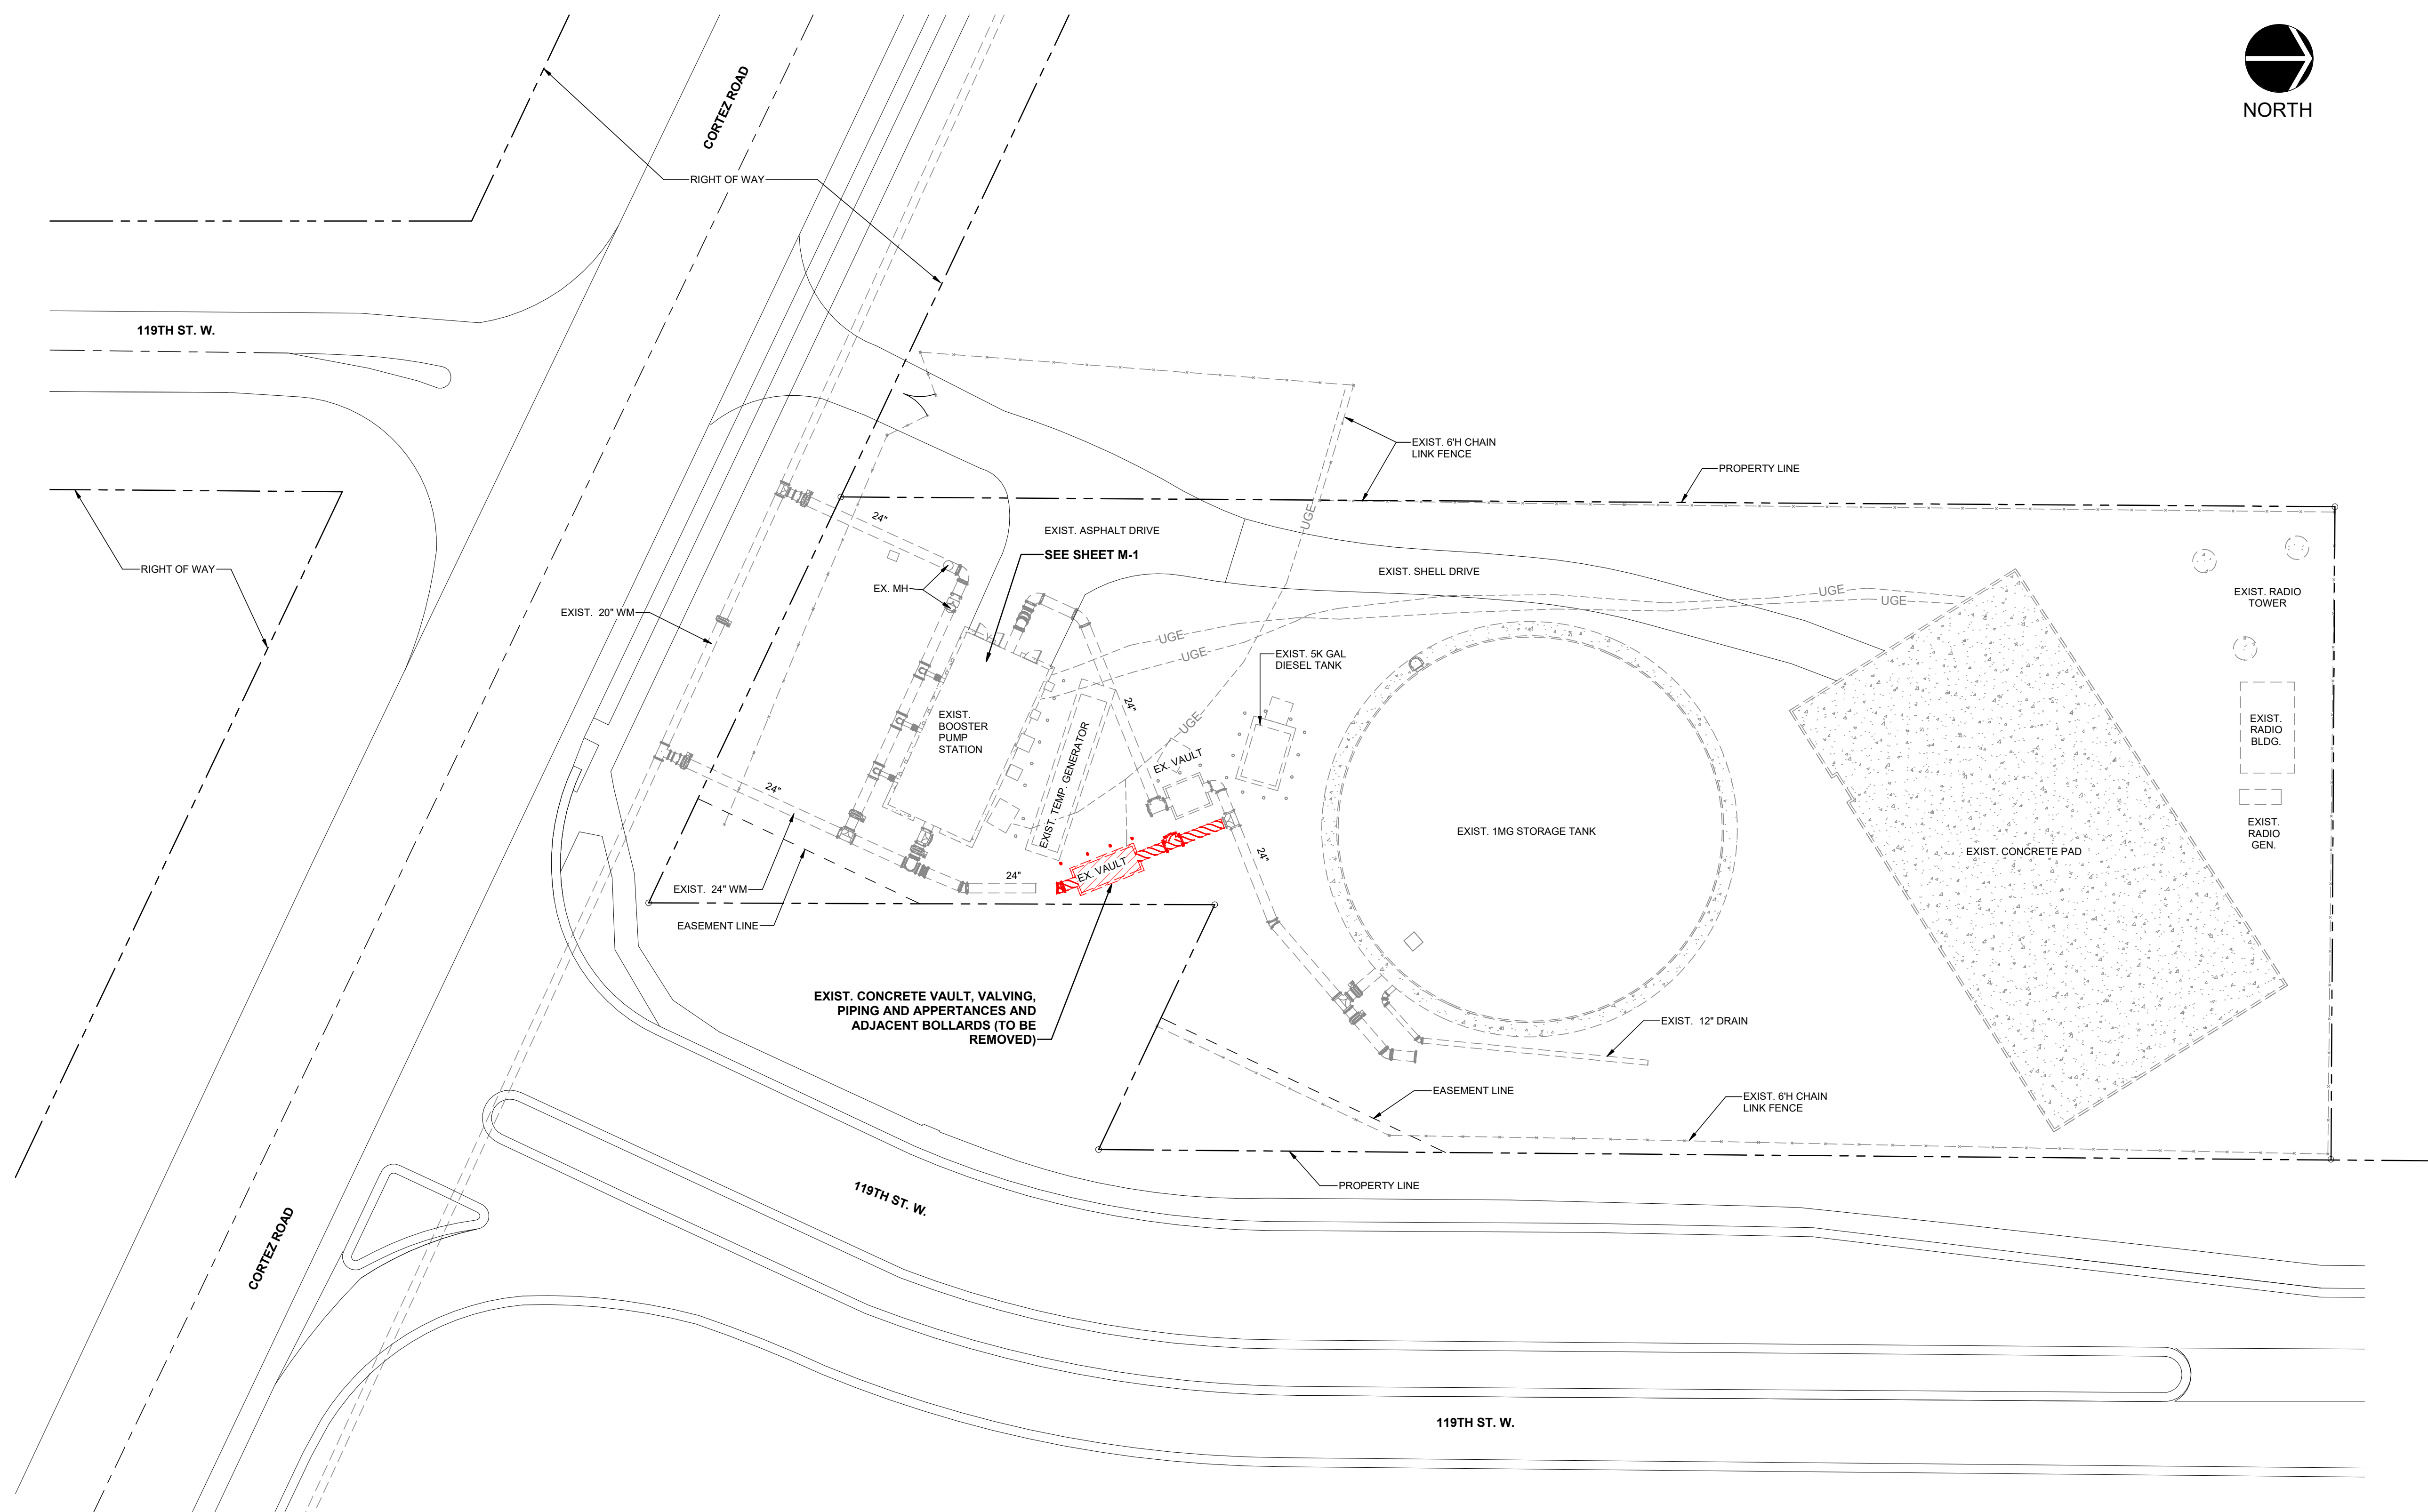 NORTH
CORTEZ ROAD
RIGHT OF WAY
119TH ST. W.
EXIST. 6'H CHAIN
LINK FENCE
PROPERTY LINE
24"
UGE
EXIST. ASPHALT DRIVE
SEE SHEET M-1
RIGHT OF WAY
EXIST. SHELL DRIVE
EX. MH
UGE
UGE
EXIST. RADIO
TOWER
EXIST. 20" WM
UGE
UGE
EXIST. 5K GAL
DIESEL TANK
24"
EXIST.
BOOSTER
PUMP
STATION
UGE
EXIST.
RADIO
BLDG.
EX. VAULT
EXIST. TEMP. GENERATOR
24"
EXIST.
RADIO
GEN.
EXIST. 1MG STORAGE TANK
EXIST. CONCRETE PAD
24"
EX. VAULT
24"
EXIST. 24" WM
EASEMENT LINE
EXIST. CONCRETE VAULT, VALVING,
PIPING AND APPERTANCES AND
ADJACENT BOLLARDS (TO BE
REMOVED)
EXIST. 12" DRAIN
EASEMENT LINE
EXIST. 6'H CHAIN
LINK FENCE
PROPERTY LINE
119TH ST. W.
CORTEZ ROAD
119TH ST. W.